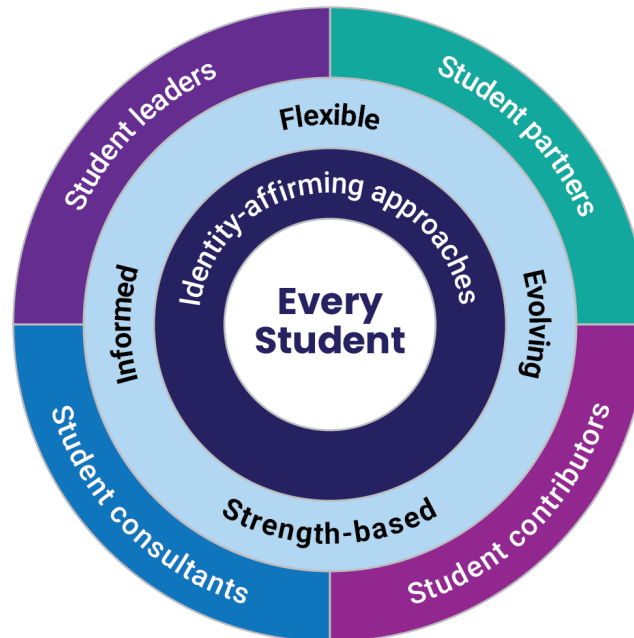 Student leaders
Student partners
Flexible
Identity-affirming approaches
Informed
Every
Student
Evolving
Strength-based
Student consultants
Student contributors